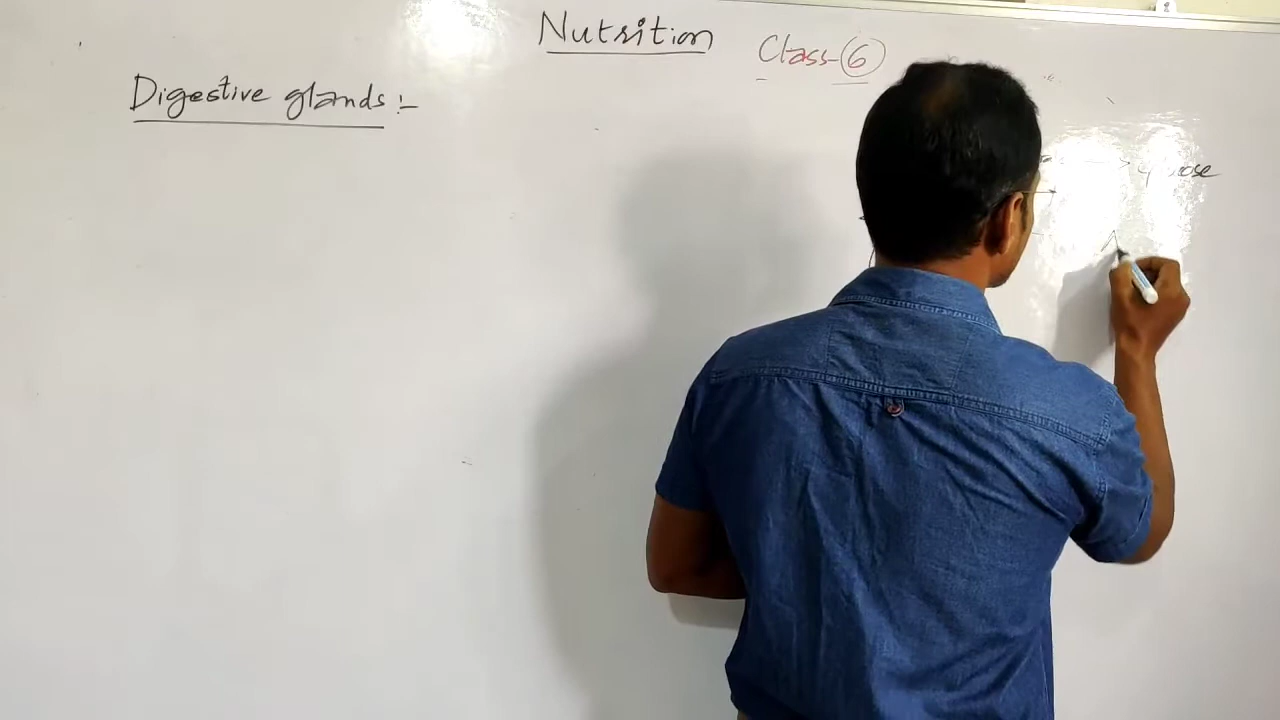 Nutrition
Class-6
Digestive glands :-